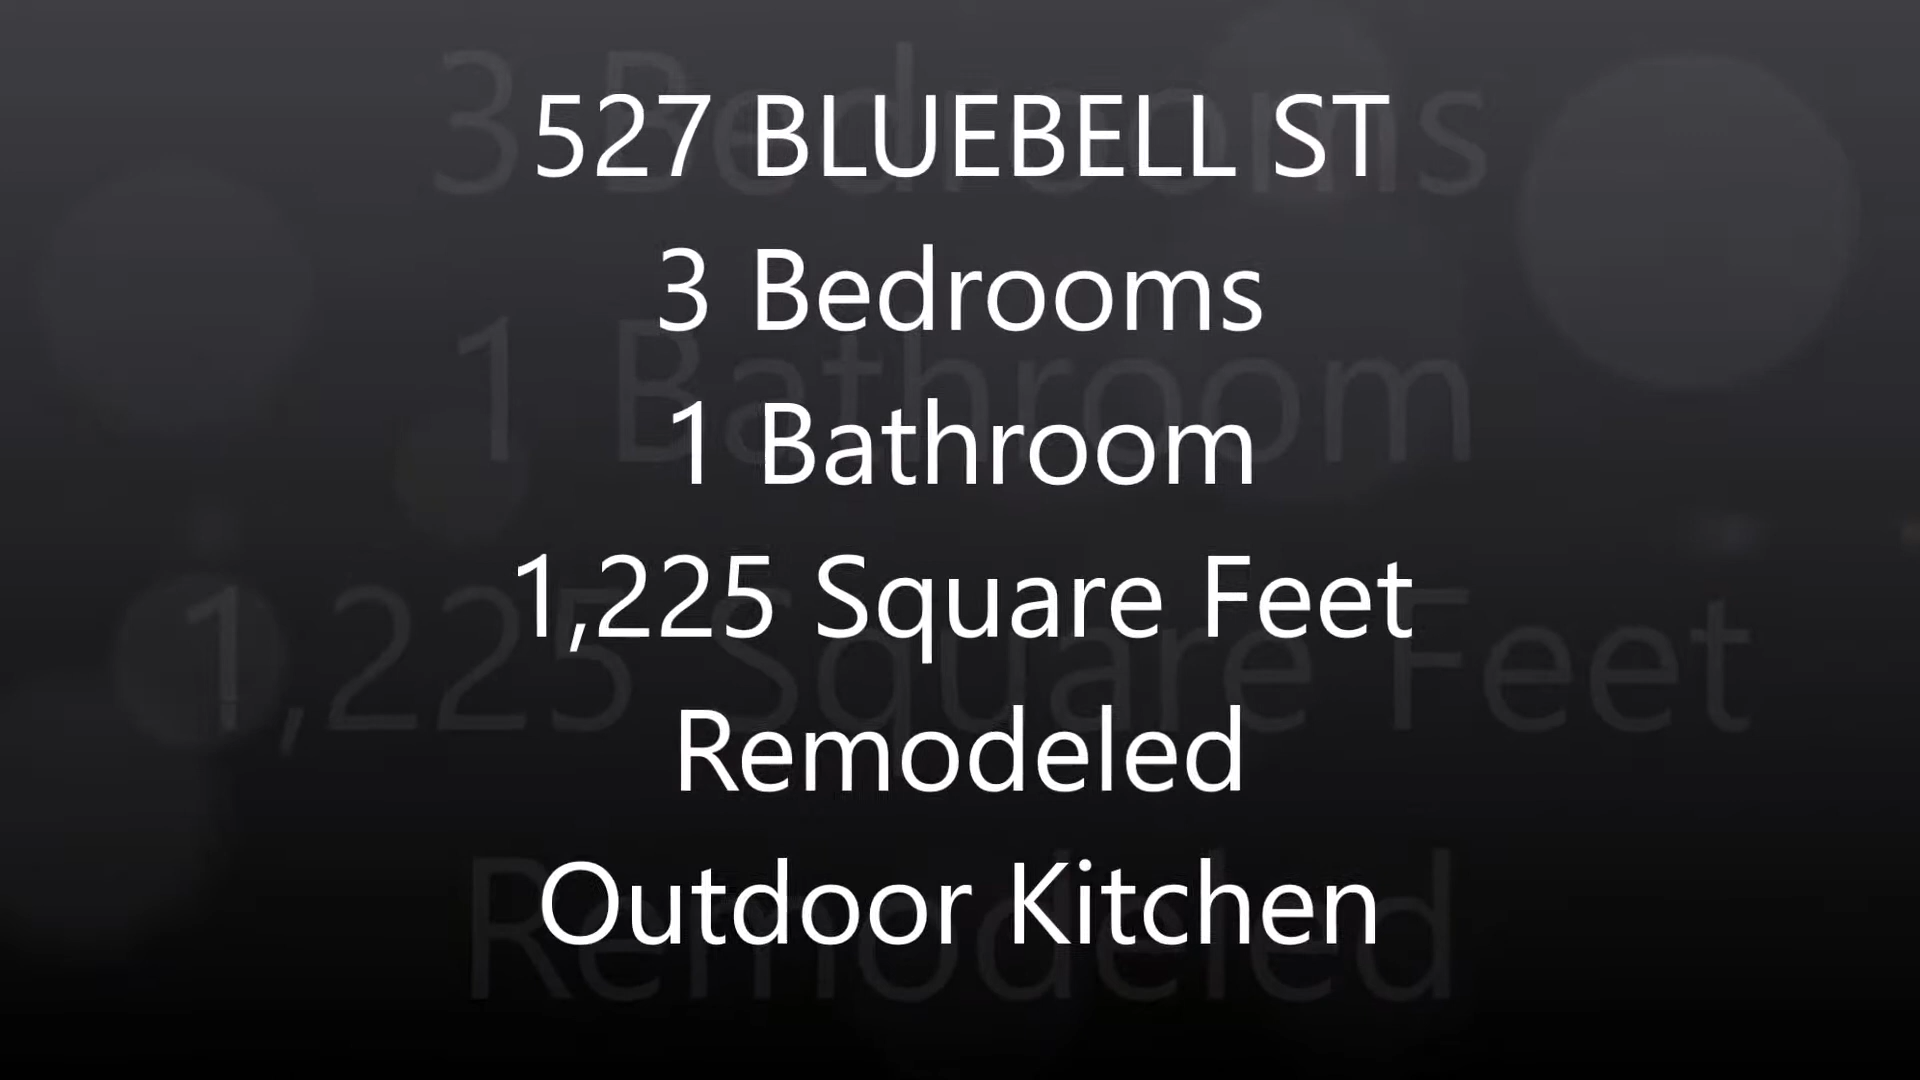 527 BLUEBELL ST
3 Bedrooms
1 Bathroom
1,225 Square Feet
Remodeled
Outdoor Kitchen